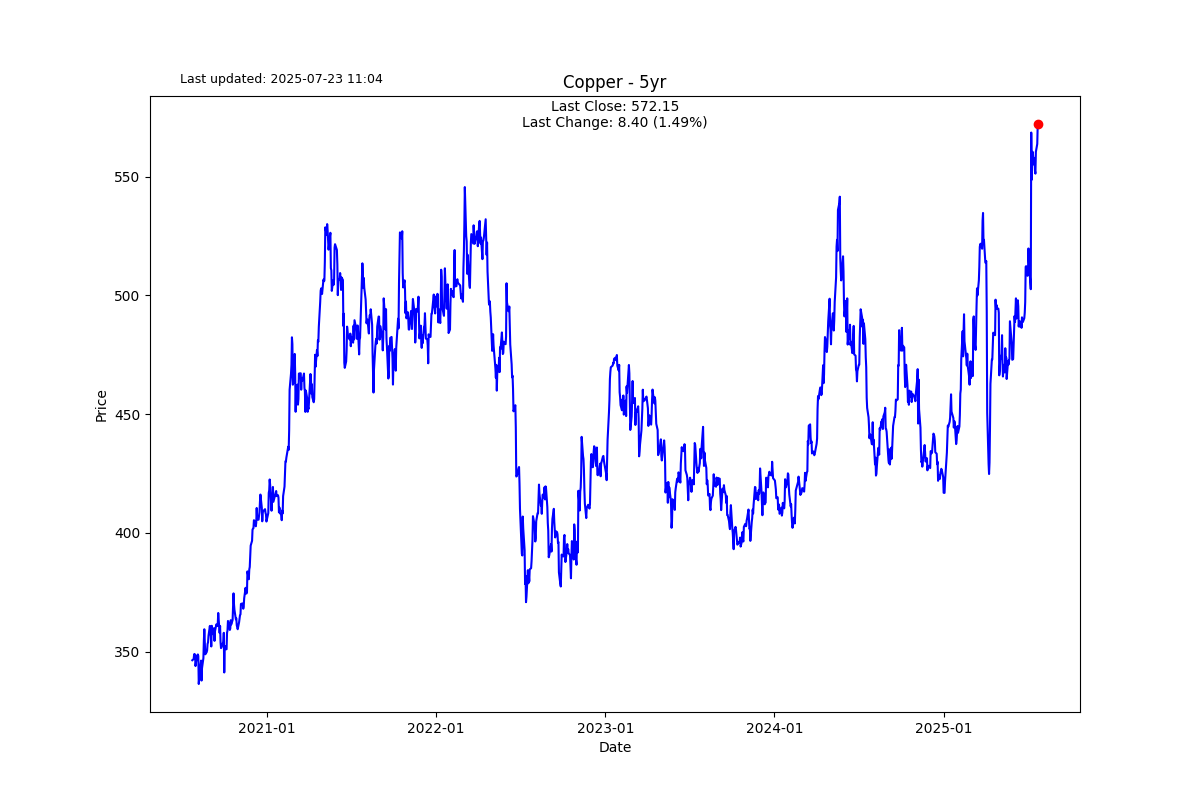 Last updated: 2025-07-23 11:04
Copper - 5yr
Last Close: 572.15
Last Change: 8.40 (1.49%)
Price
550
500
450
400
350
2021-01
2022-01
2023-01
2024-01
2025-01
Date